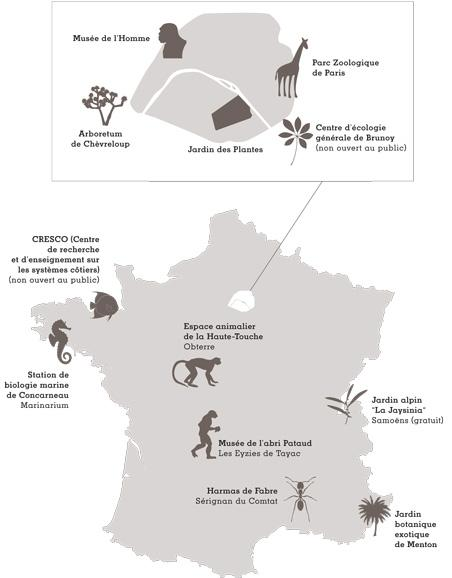 Musée de l'Homme
Parc Zoologique
de Paris
Arboretum
de Chèvreloup
Jardin des Plantes
Centre d'écologie
générale de Brunoy
(non ouvert au public)
CRESCO (Centre
de recherche
et d'enseignement sur
les systèmes côtiers)
(non ouvert au public)
Espace animalier
de la Haute-Touche
Obterre
Station de
biologie marine
de Concarneau
Marinarium
Jardin alpin
"La Jaysinia"
Samoëns (gratuit)
Musée de l'abri Pataud
Les Eyzies de Tayac
Harmas de Fabre
Sérignan du Comtat
Jardin
botanique
exotique
de Menton